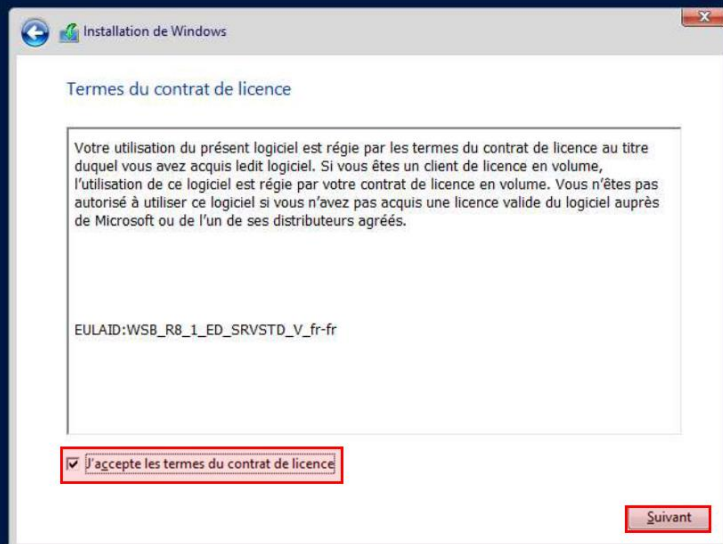 Installation de Windows
Termes du contrat de licence
Votre utilisation du présent logiciel est régie par les termes du contrat de licence au titre
duquel vous avez acquis ledit logiciel. Si vous êtes un client de licence en volume,
l'utilisation de ce logiciel est régie par votre contrat de licence en volume. Vous n'êtes pas
autorisé à utiliser ce logiciel si vous n'avez pas acquis une licence valide du logiciel auprès
de Microsoft ou de l'un de ses distributeurs agréés.
EULAID:WSB_R8_1_ED_SRVSTD_V_fr-fr
J'accepte les termes du contrat de licence
Suivant